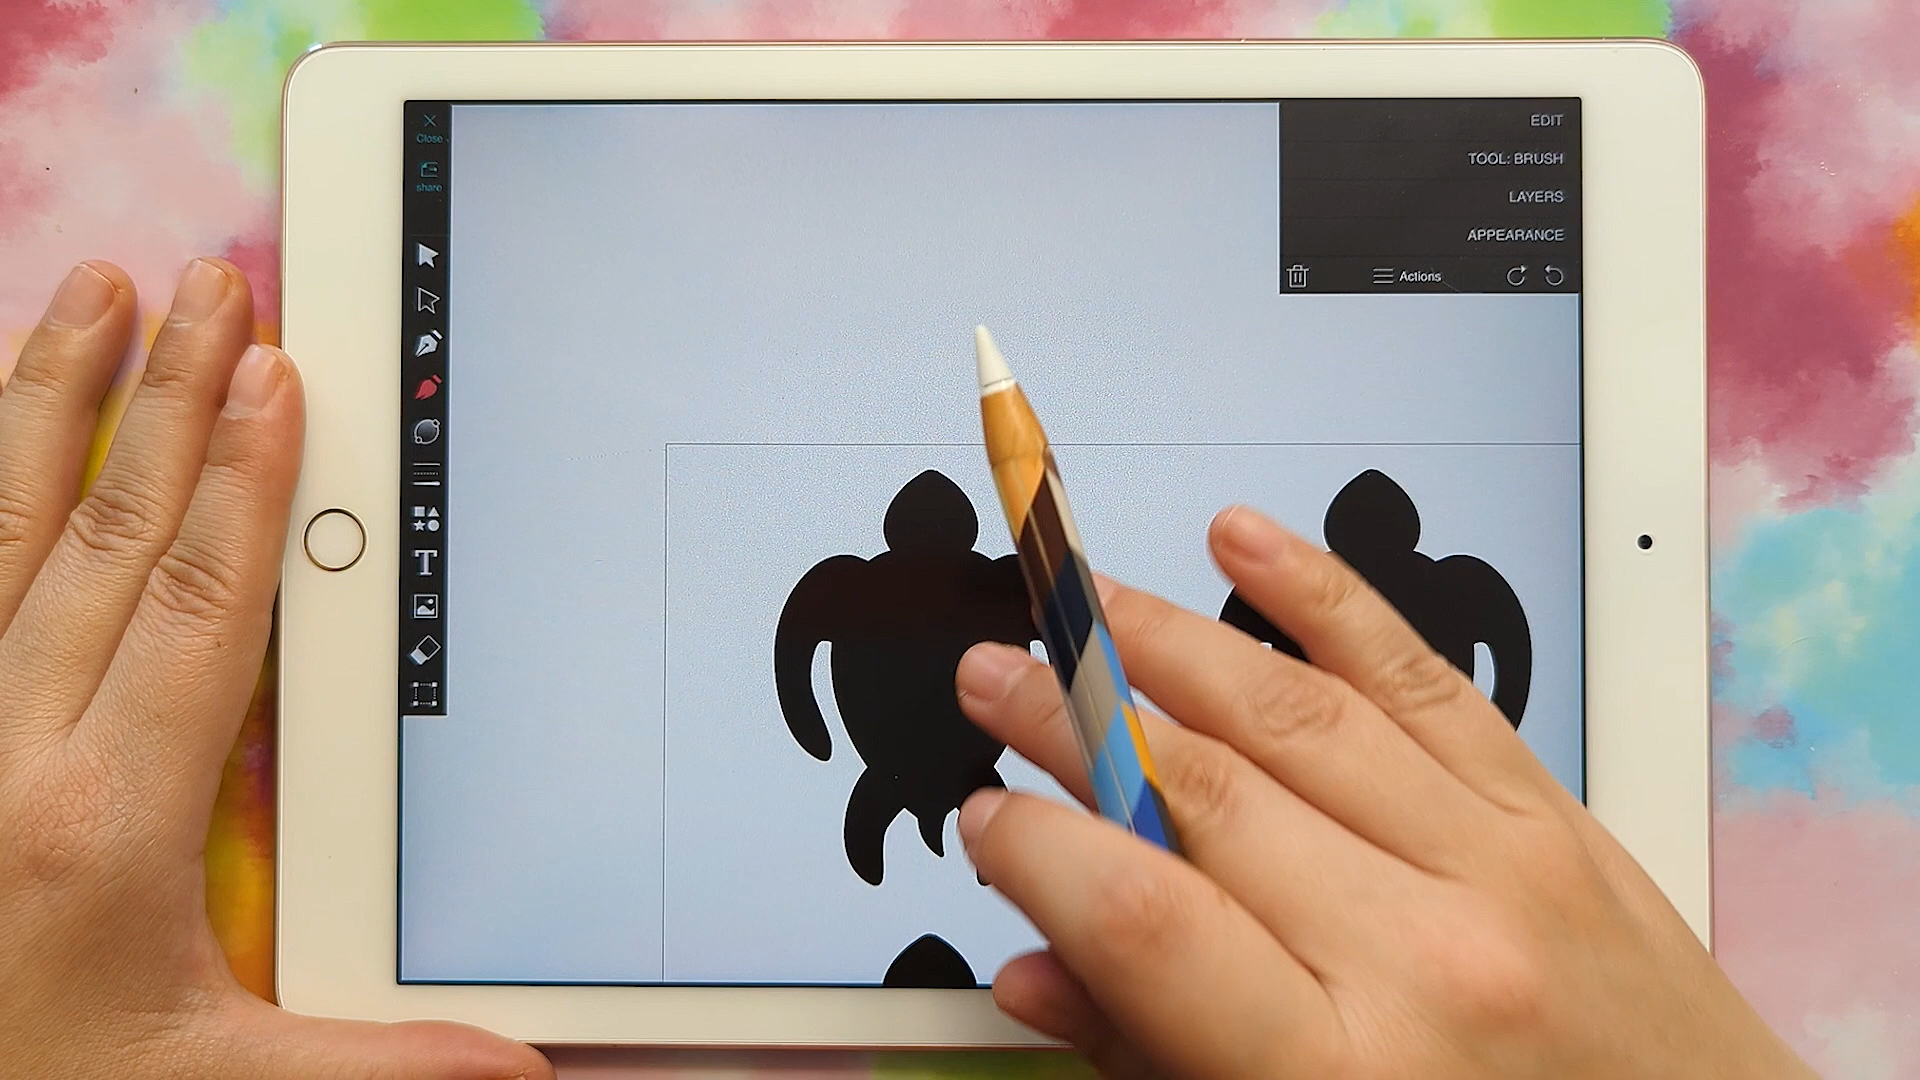 Close
share
T
EDIT
TOOL: BRUSH
LAYERS
APPEARANCE
Actions